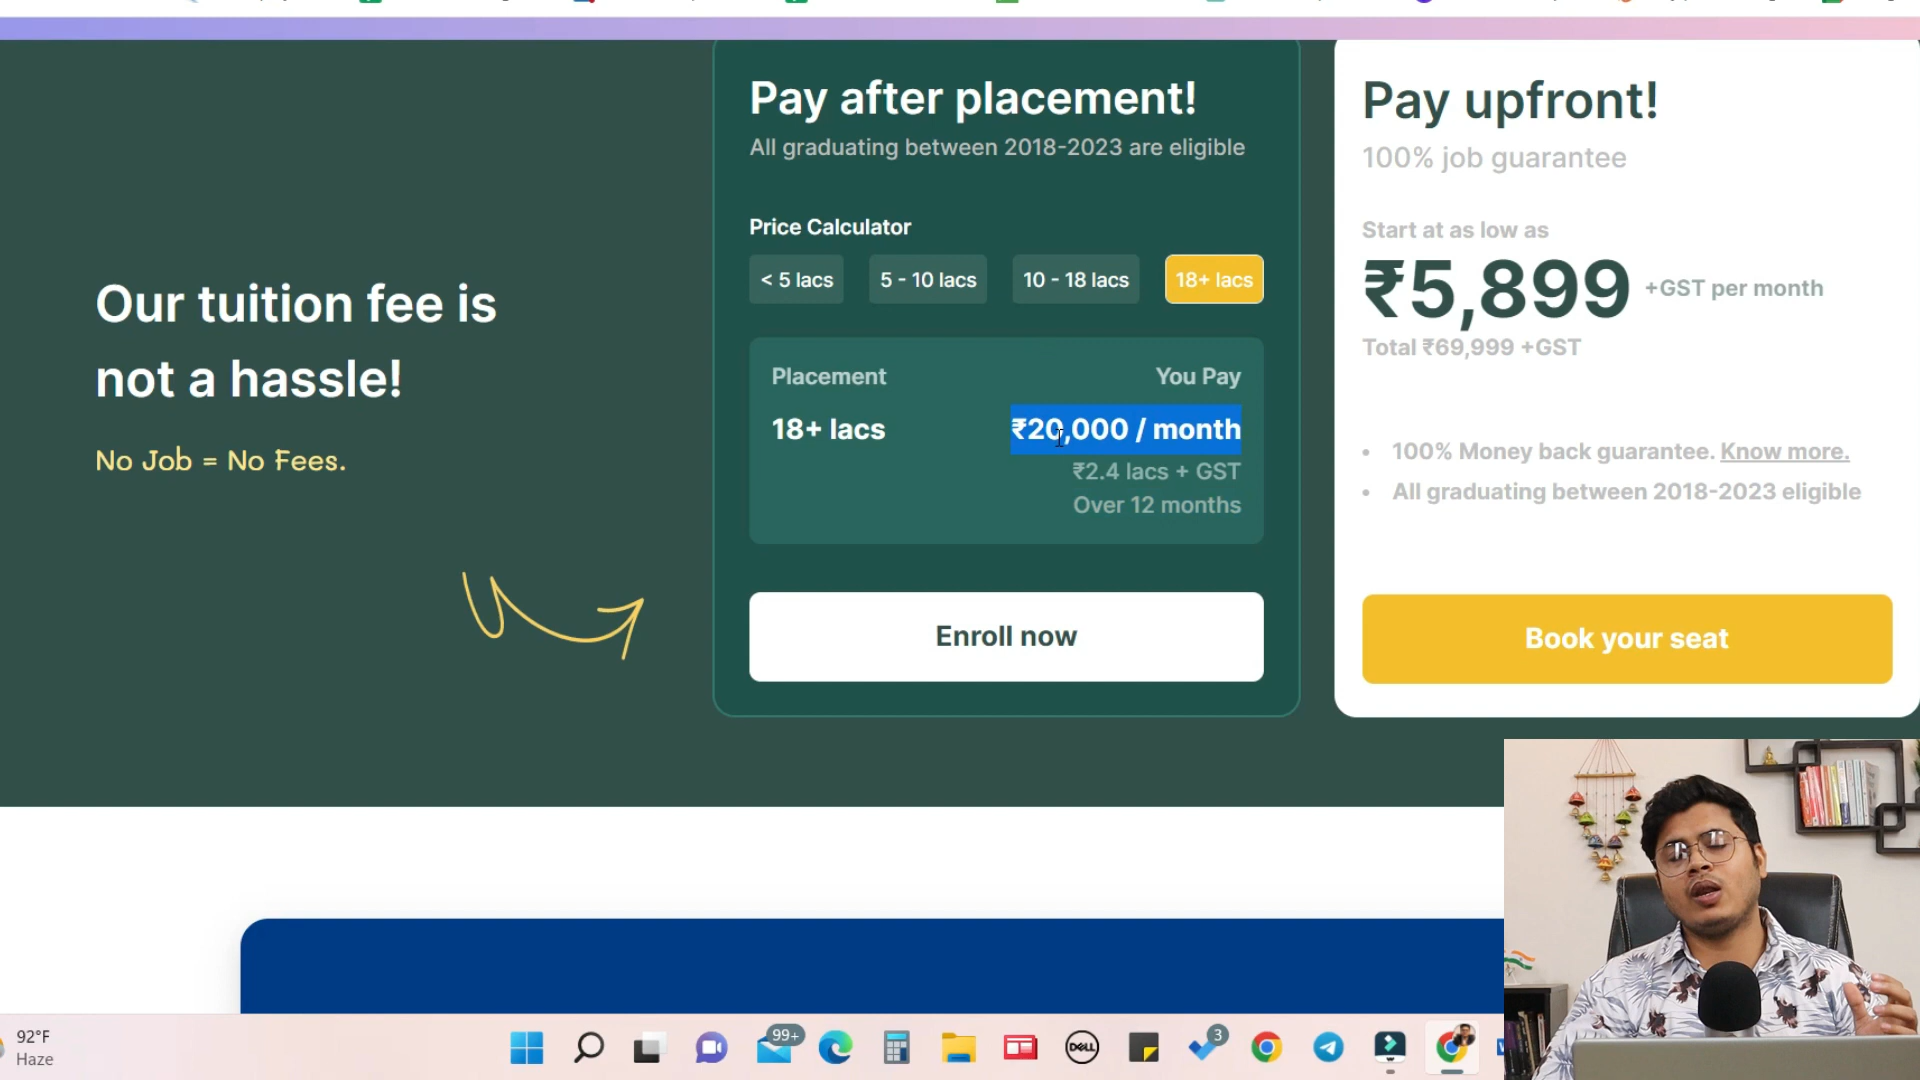 Our tuition fee is
not a hassle!
No Job = No Fees.
Pay after placement!
All graduating between 2018-2023 are eligible
Price Calculator
< 5 lacs
5 - 10 lacs
10 - 18 lacs
18+ lacs
Placement
You Pay
18+ lacs
₹20,000 / month
₹2.4 lacs + GST
Over 12 months
Enroll now
Pay upfront!
100% job guarantee
Start at as low as
₹5,899 +GST per month
Total ₹69,999 +GST
• 100% Money back guarantee. Know more.
• All graduating between 2018-2023 eligible
Book your seat
92°F
Haze
99+
DELL
3